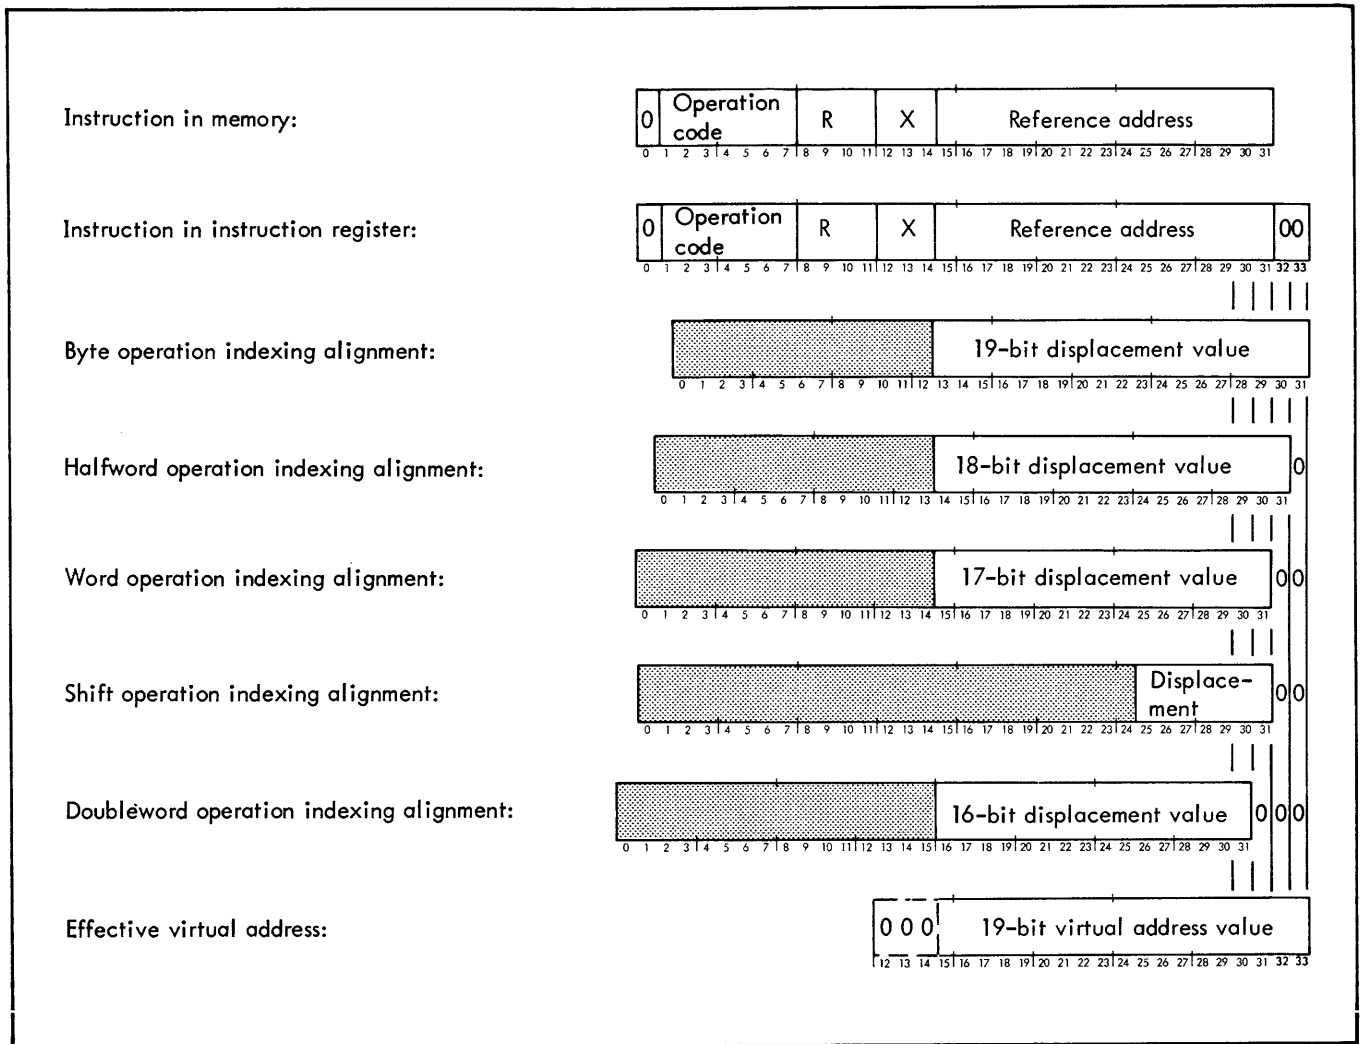 Instruction in memory:
0 Operation code R X Reference address
0 1 2 3 4 5 6 7 8 9 10 11 12 13 14 15 16 17 18 19 20 21 22 23 24 25 26 27 28 29 30 31
Instruction in instruction register:
0 Operation code R X Reference address 00
0 1 2 3 4 5 6 7 8 9 10 11 12 13 14 15 16 17 18 19 20 21 22 23 24 25 26 27 28 29 30 31 32 33
Byte operation indexing alignment:
19-bit displacement value
0 1 2 3 4 5 6 7 8 9 10 11 12 13 14 15 16 17 18 19 20 21 22 23 24 25 26 27 28 29 30 31
Halfword operation indexing alignment:
18-bit displacement value 0
0 1 2 3 4 5 6 7 8 9 10 11 12 13 14 15 16 17 18 19 20 21 22 23 24 25 26 27 28 29 30 31
Word operation indexing alignment:
17-bit displacement value 00
0 1 2 3 4 5 6 7 8 9 10 11 12 13 14 15 16 17 18 19 20 21 22 23 24 25 26 27 28 29 30 31
Shift operation indexing alignment:
Displace-
ment 00
0 1 2 3 4 5 6 7 8 9 10 11 12 13 14 15 16 17 18 19 20 21 22 23 24 25 26 27 28 29 30 31
Doubleword operation indexing alignment:
16-bit displacement value 000
0 1 2 3 4 5 6 7 8 9 10 11 12 13 14 15 16 17 18 19 20 21 22 23 24 25 26 27 28 29 30 31
Effective virtual address:
0 0 0 19-bit virtual address value
12 13 14 15 16 17 18 19 20 21 22 23 24 25 26 27 28 29 30 31 32 33